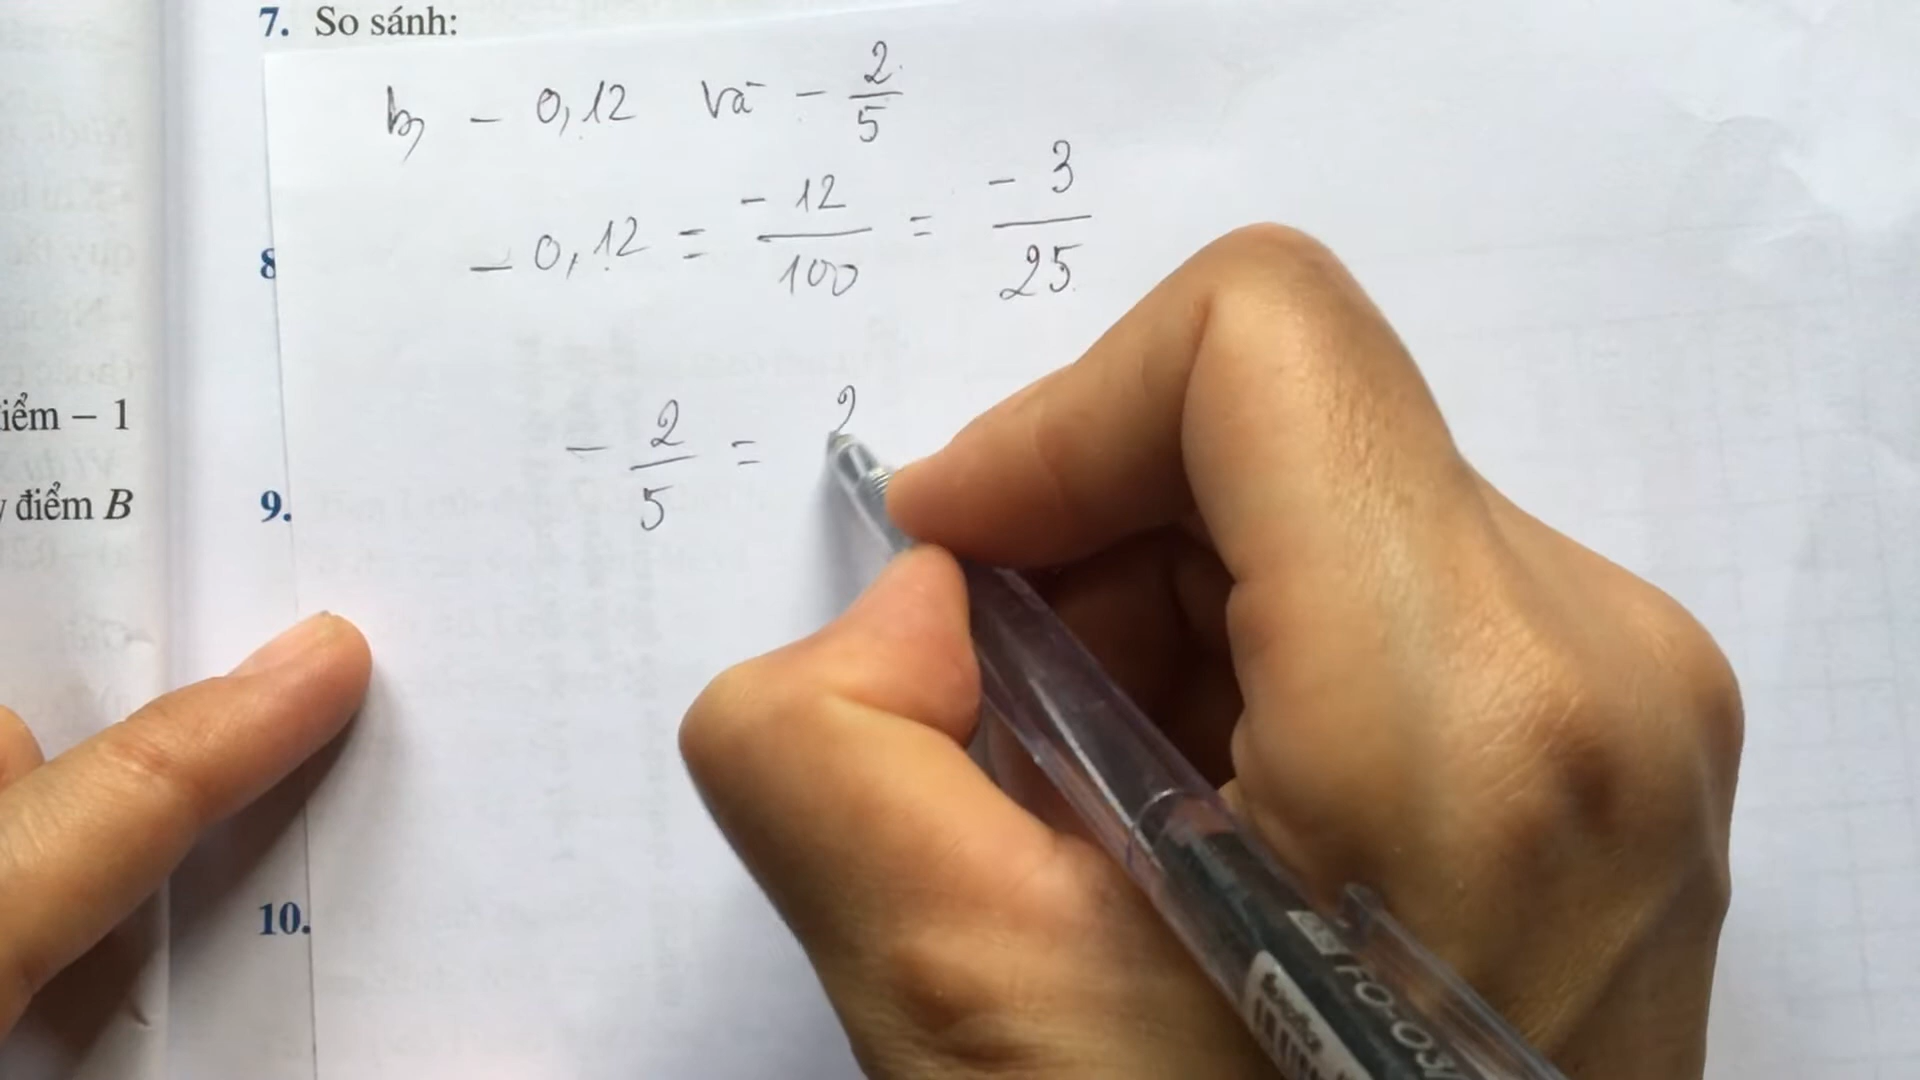 7. So sánh:
b) - 0,12 và - 2/5
- 0,12 = -12/100 = -3/25
8
- 2/5 = 2
iểm – 1
điểm B
9.
10.